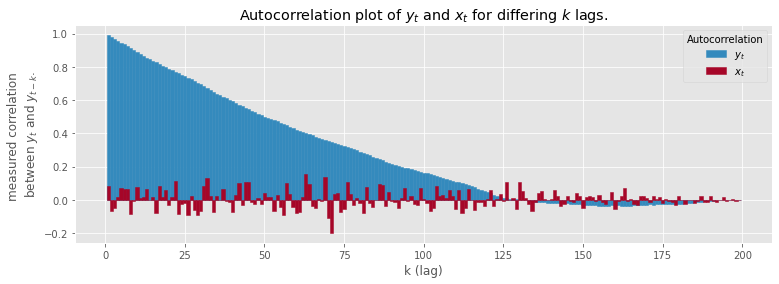 Autocorrelation plot of $y_t$ and $x_t$ for differing $k$ lags.
measured correlation
between $y_t$ and $y_{t-k}$.
1.0
0.8
0.6
0.4
0.2
0.0
−0.2
Autocorrelation
$y_t$
$x_t$
0 25 50 75 100 125 150 175 200
k (lag)